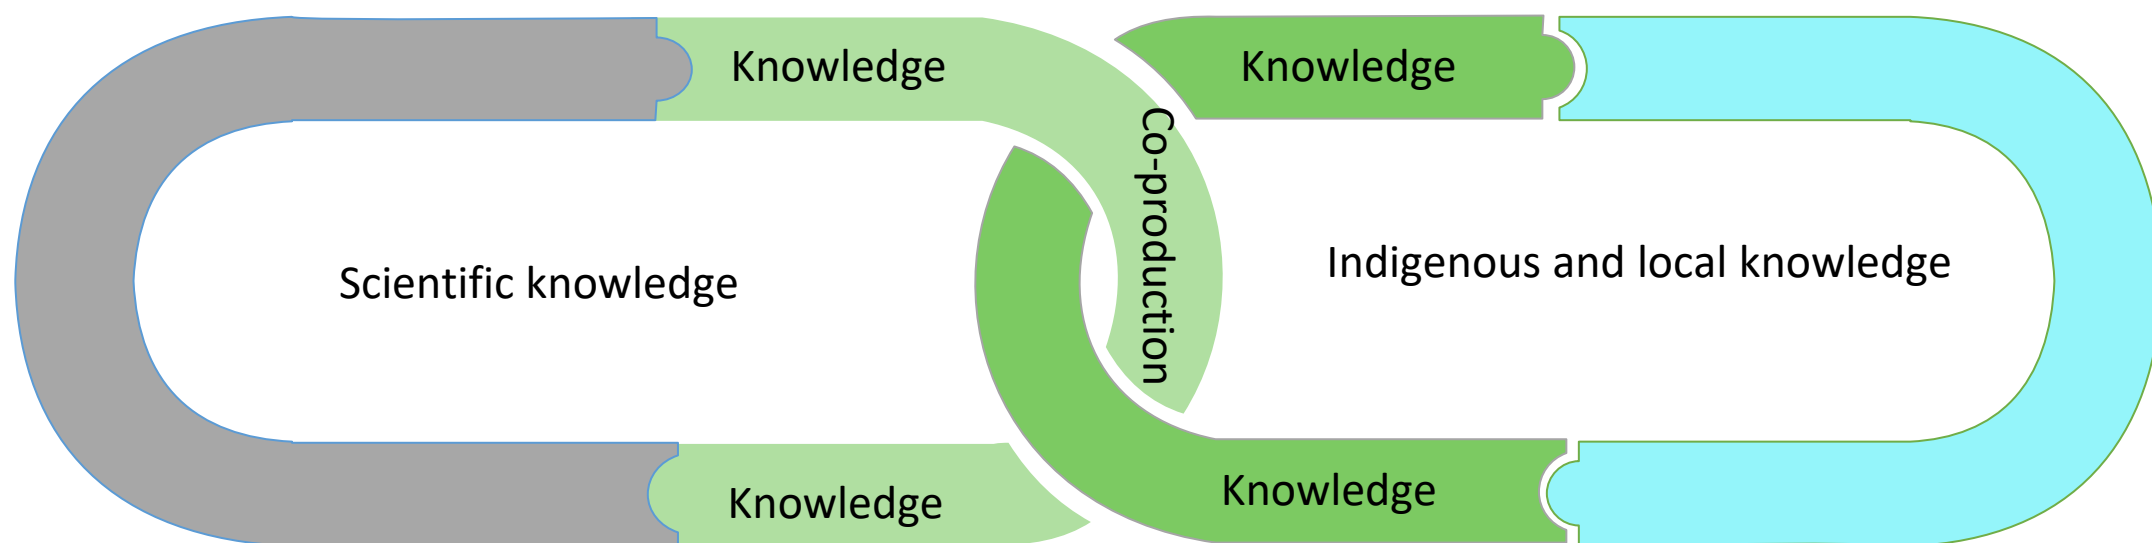 Knowledge
Knowledge
Co-production
Scientific knowledge
Indigenous and local knowledge
Knowledge
Knowledge